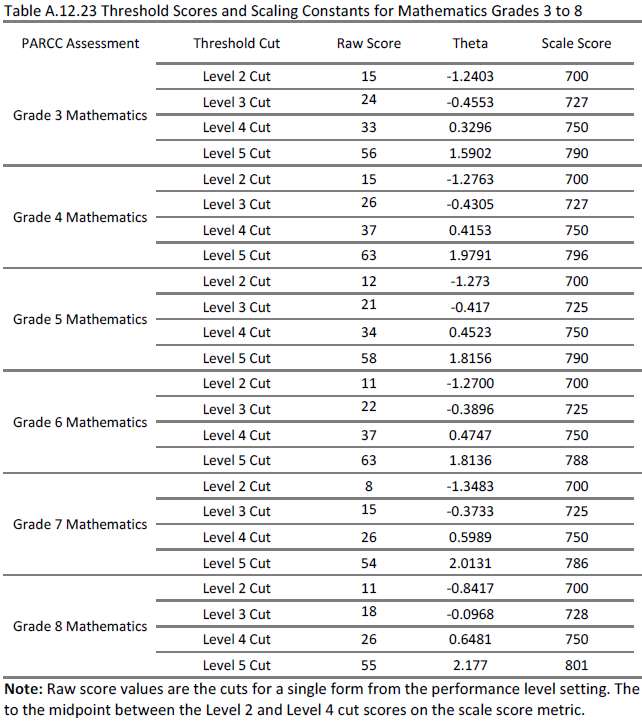 Table A.12.23 Threshold Scores and Scaling Constants for Mathematics Grades 3 to 8
PARCC Assessment Threshold Cut Raw Score Theta Scale Score
Grade 3 Mathematics
Level 2 Cut 15 -1.2403 700
Level 3 Cut 24 -0.4553 727
Level 4 Cut 33 0.3296 750
Level 5 Cut 56 1.5902 790
Grade 4 Mathematics
Level 2 Cut 15 -1.2763 700
Level 3 Cut 26 -0.4305 727
Level 4 Cut 37 0.4153 750
Level 5 Cut 63 1.9791 796
Grade 5 Mathematics
Level 2 Cut 12 -1.273 700
Level 3 Cut 21 -0.417 725
Level 4 Cut 34 0.4523 750
Level 5 Cut 58 1.8156 790
Grade 6 Mathematics
Level 2 Cut 11 -1.2700 700
Level 3 Cut 22 -0.3896 725
Level 4 Cut 37 0.4747 750
Level 5 Cut 63 1.8136 788
Grade 7 Mathematics
Level 2 Cut 8 -1.3483 700
Level 3 Cut 15 -0.3733 725
Level 4 Cut 26 0.5989 750
Level 5 Cut 54 2.0131 786
Grade 8 Mathematics
Level 2 Cut 11 -0.8417 700
Level 3 Cut 18 -0.0968 728
Level 4 Cut 26 0.6481 750
Level 5 Cut 55 2.177 801
Note: Raw score values are the cuts for a single form from the performance level setting. The
to the midpoint between the Level 2 and Level 4 cut scores on the scale score metric.